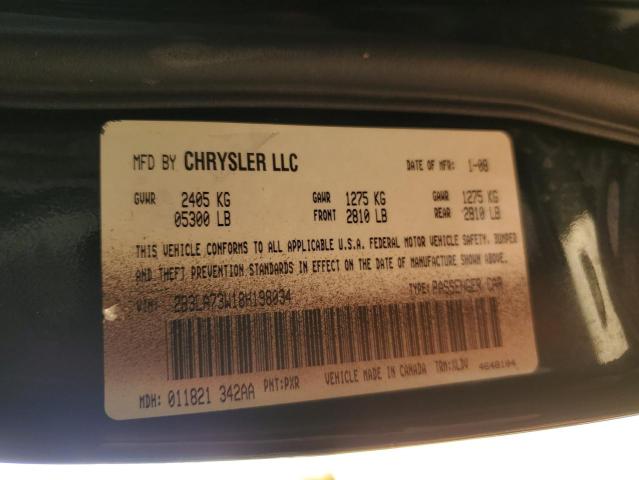 MFD BY CHRYSLER LLC DATE OF MFR: 1-08
GVWR 2405 KG GAWR 1275 KG GAWR 1275 KG
05300 LB FRONT 2810 LB REAR 2810 LB
THIS VEHICLE CONFORMS TO ALL APPLICABLE U.S.A. FEDERAL MOTOR VEHICLE SAFETY, BUMPER
AND THEFT PREVENTION STANDARDS IN EFFECT ON THE DATE OF MANUFACTURE SHOWN ABOVE.
VIN: 2B3LA73W18H198034 TYPE: PASSENGER CAR
MDH: 011821 342AA PNT:PXR VEHICLE MADE IN CANADA TRM:XLDV 4648104